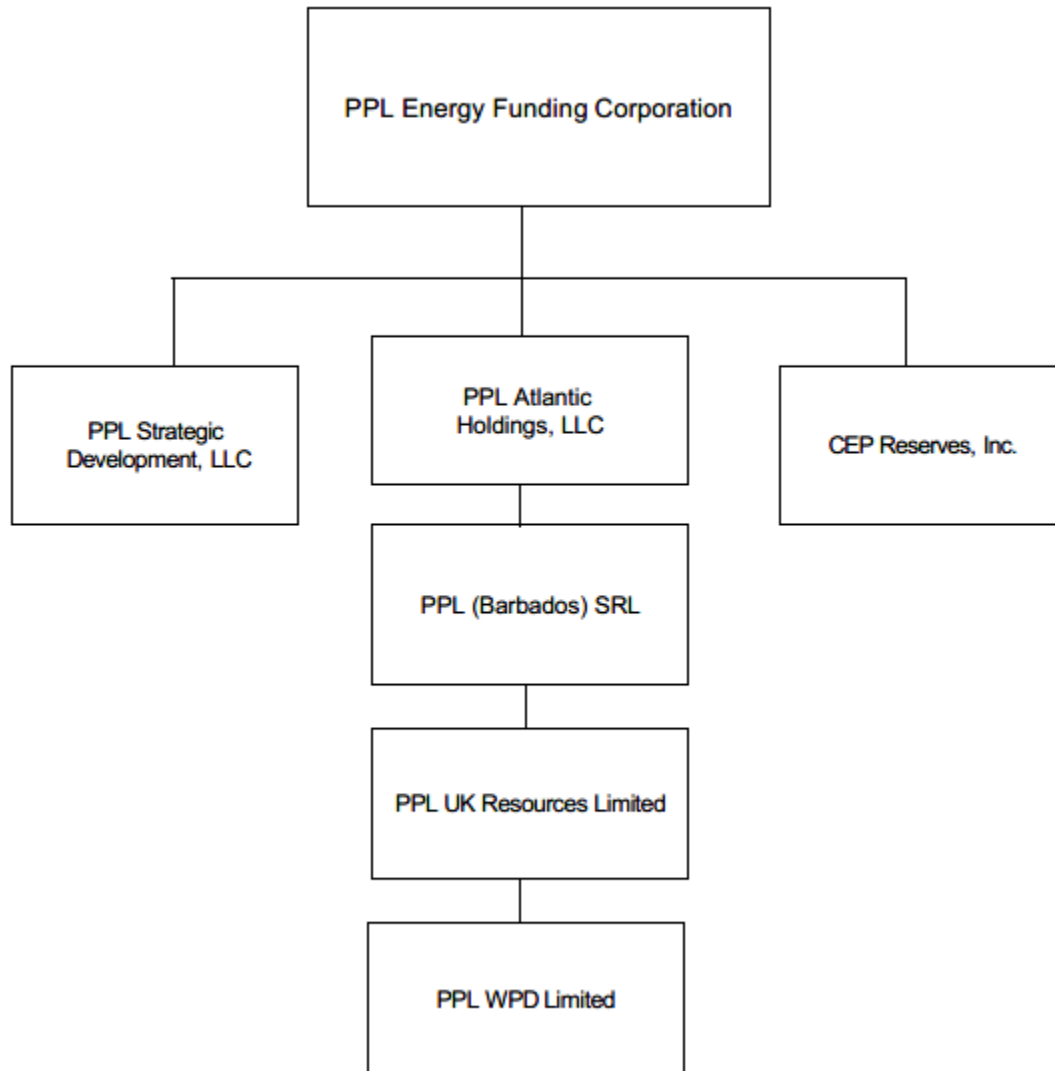 PPL Energy Funding Corporation
PPL Strategic
Development, LLC
PPL Atlantic
Holdings, LLC
CEP Reserves, Inc.
PPL (Barbados) SRL
PPL UK Resources Limited
PPL WPD Limited